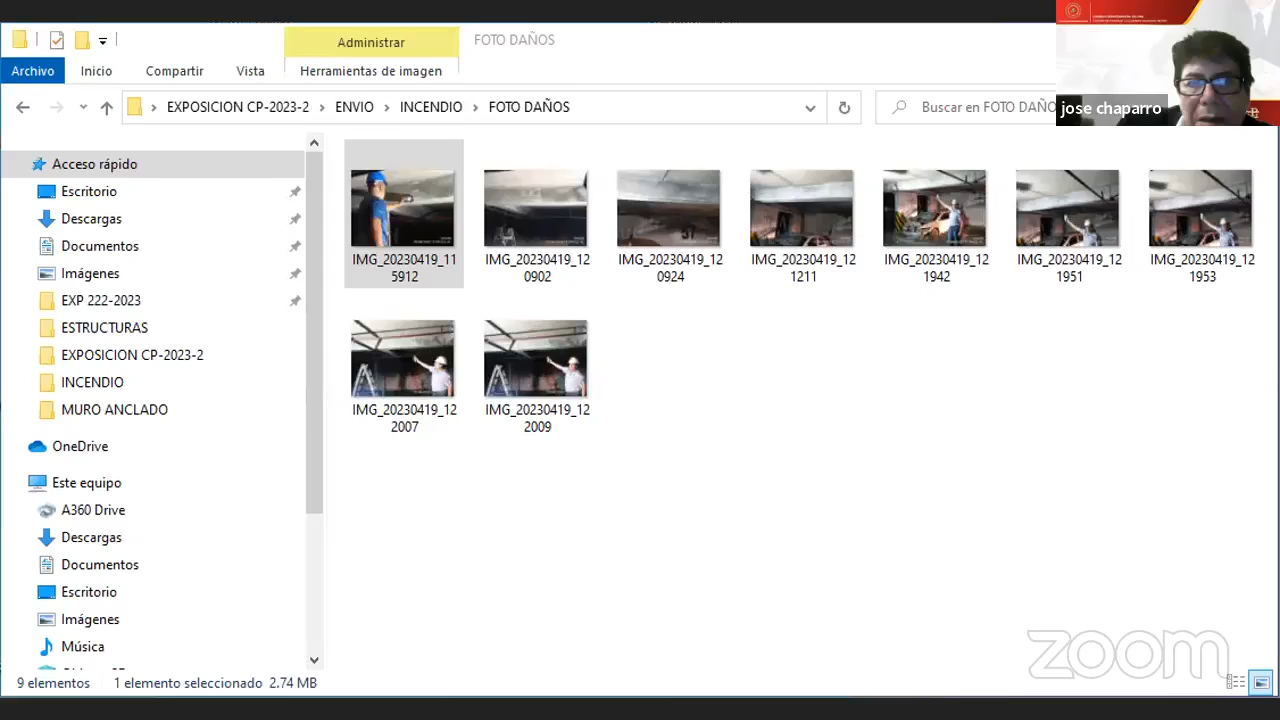 Administrar
FOTO DAÑOS
Archivo
Inicio
Compartir
Vista
Herramientas de imagen
EXPOSICION CP-2023-2
ENVIO
INCENDIO
FOTO DAÑOS
Buscar en FOTO DAÑO
jose chaparro
Acceso rápido
Escritorio
Descargas
Documentos
Imágenes
EXP 222-2023
ESTRUCTURAS
EXPOSICION CP-2023-2
INCENDIO
MURO ANCLADO
OneDrive
Este equipo
A360 Drive
Descargas
Documentos
Escritorio
Imágenes
Música
IMG_20230419_11
5912
IMG_20230419_12
0902
IMG_20230419_12
0924
IMG_20230419_12
1211
IMG_20230419_12
1942
IMG_20230419_12
1951
IMG_20230419_12
1953
IMG_20230419_12
2007
IMG_20230419_12
2009
9 elementos
1 elemento seleccionado 2.74 MB
zoom